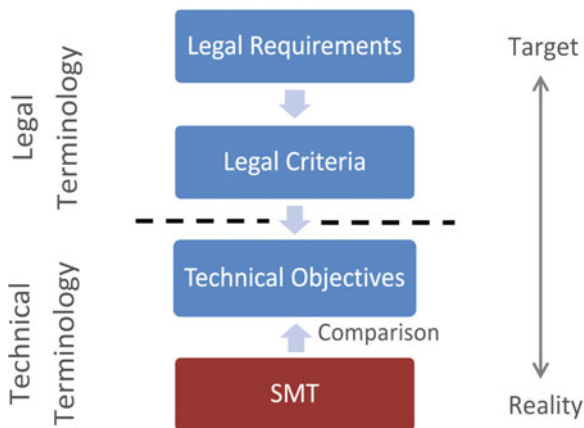 Legal Requirements
Target
Legal
Terminology
Legal Criteria
Technical Objectives
Technical
Terminology
Comparison
SMT
Reality